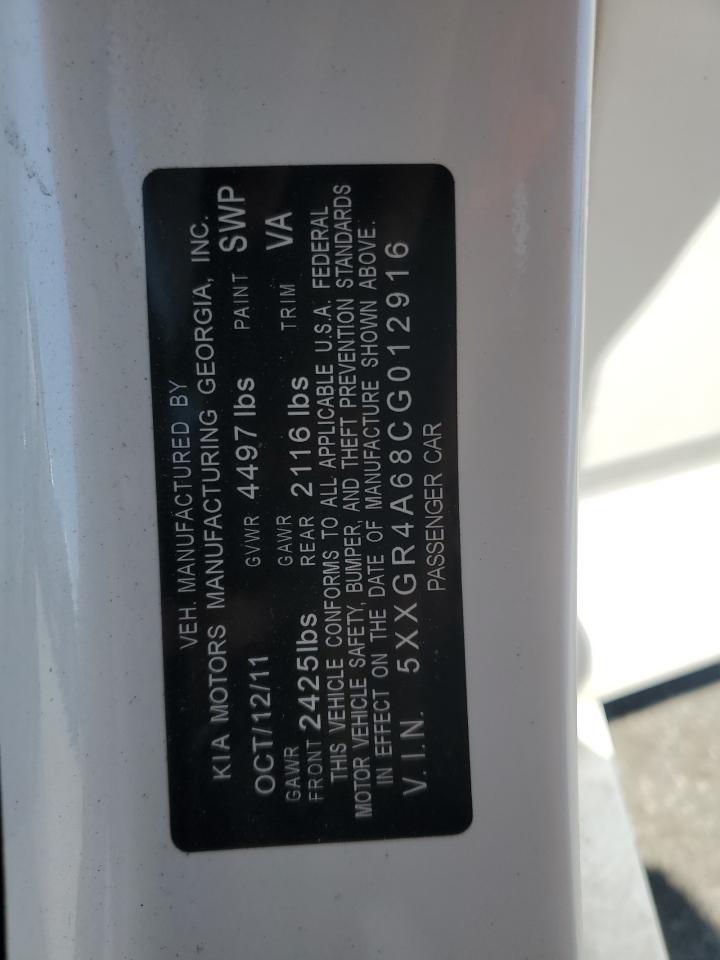 VEH. MANUFACTURED BY
KIA MOTORS MANUFACTURING GEORGIA, INC.
OCT/12/11 GVWR 4497 lbs PAINT SWP
GAWR FRONT 2425lbs GAWR REAR 2116 lbs TRIM VA
THIS VEHICLE CONFORMS TO ALL APPLICABLE U.S.A. FEDERAL
MOTOR VEHICLE SAFETY, BUMPER, AND THEFT PREVENTION STANDARDS
IN EFFECT ON THE DATE OF MANUFACTURE SHOWN ABOVE.
V.I.N. 5XXGR4A68CG012916
PASSENGER CAR